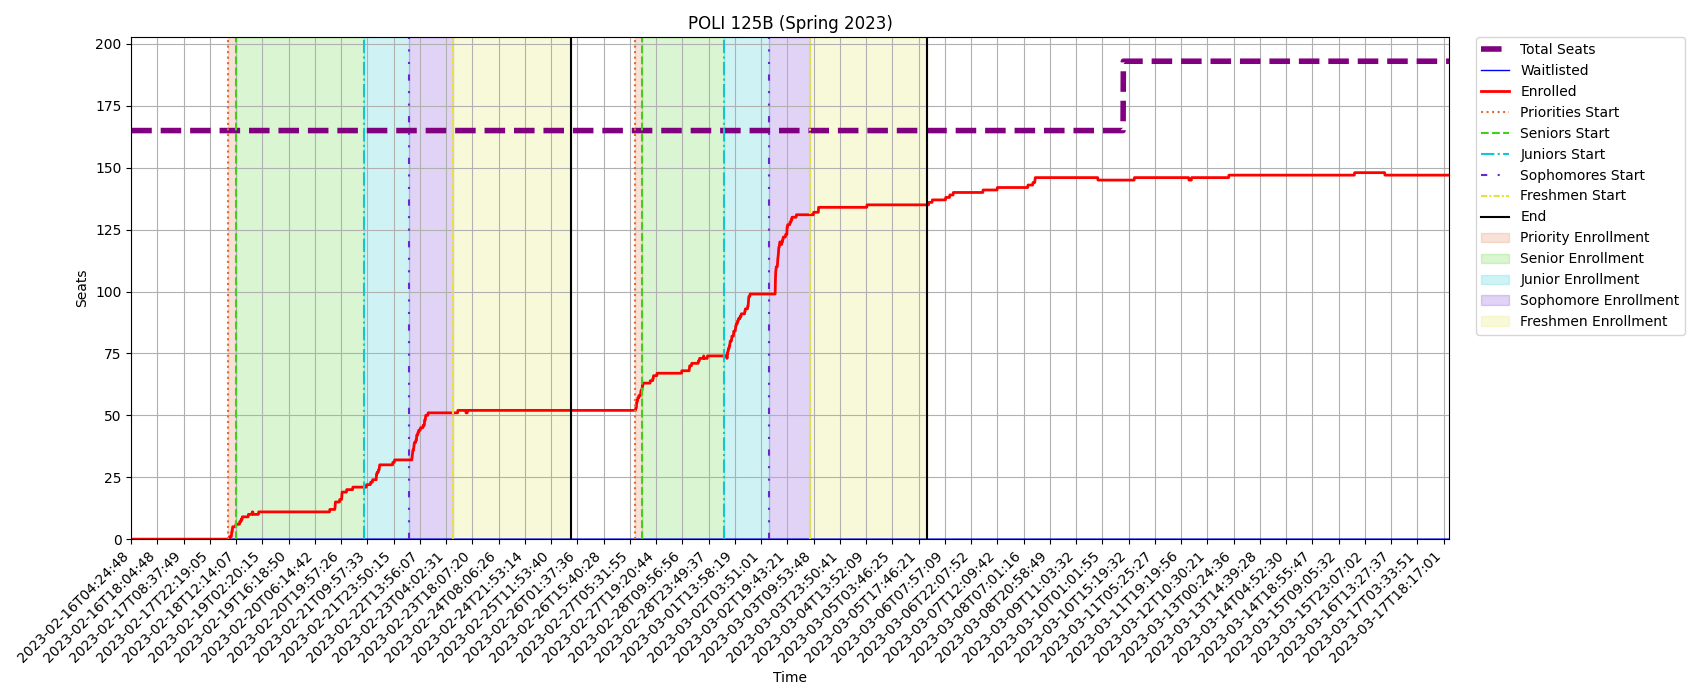 POLI 125B (Spring 2023)
Seats
200
175
150
125
100
75
50
25
0
2023-02-16T04:24:48
2023-02-16T18:04:48
2023-02-17T08:37:49
2023-02-17T22:19:05
2023-02-18T12:14:07
2023-02-19T02:20:15
2023-02-19T16:18:50
2023-02-20T06:14:42
2023-02-20T19:57:26
2023-02-21T09:57:33
2023-02-21T23:50:15
2023-02-22T13:56:07
2023-02-23T04:02:31
2023-02-23T18:07:20
2023-02-24T08:06:26
2023-02-24T21:53:14
2023-02-25T11:53:40
2023-02-26T01:37:36
2023-02-26T15:40:28
2023-02-27T05:31:55
2023-02-27T19:20:44
2023-02-28T09:56:56
2023-02-28T23:49:37
2023-03-01T13:58:19
2023-03-02T03:51:01
2023-03-02T19:43:21
2023-03-03T09:53:48
2023-03-03T23:50:41
2023-03-04T13:52:09
2023-03-05T03:46:25
2023-03-05T17:46:21
2023-03-06T07:57:09
2023-03-06T22:07:52
2023-03-07T12:09:42
2023-03-08T07:01:16
2023-03-08T20:58:49
2023-03-09T11:03:32
2023-03-10T01:01:55
2023-03-10T15:19:32
2023-03-11T05:25:27
2023-03-11T19:19:56
2023-03-12T10:30:21
2023-03-13T00:24:36
2023-03-13T14:39:28
2023-03-14T04:52:30
2023-03-14T18:55:47
2023-03-15T09:05:32
2023-03-15T23:07:02
2023-03-16T13:27:37
2023-03-17T03:33:51
2023-03-17T18:17:01
Time
Total Seats
Waitlisted
Enrolled
Priorities Start
Seniors Start
Juniors Start
Sophomores Start
Freshmen Start
End
Priority Enrollment
Senior Enrollment
Junior Enrollment
Sophomore Enrollment
Freshmen Enrollment